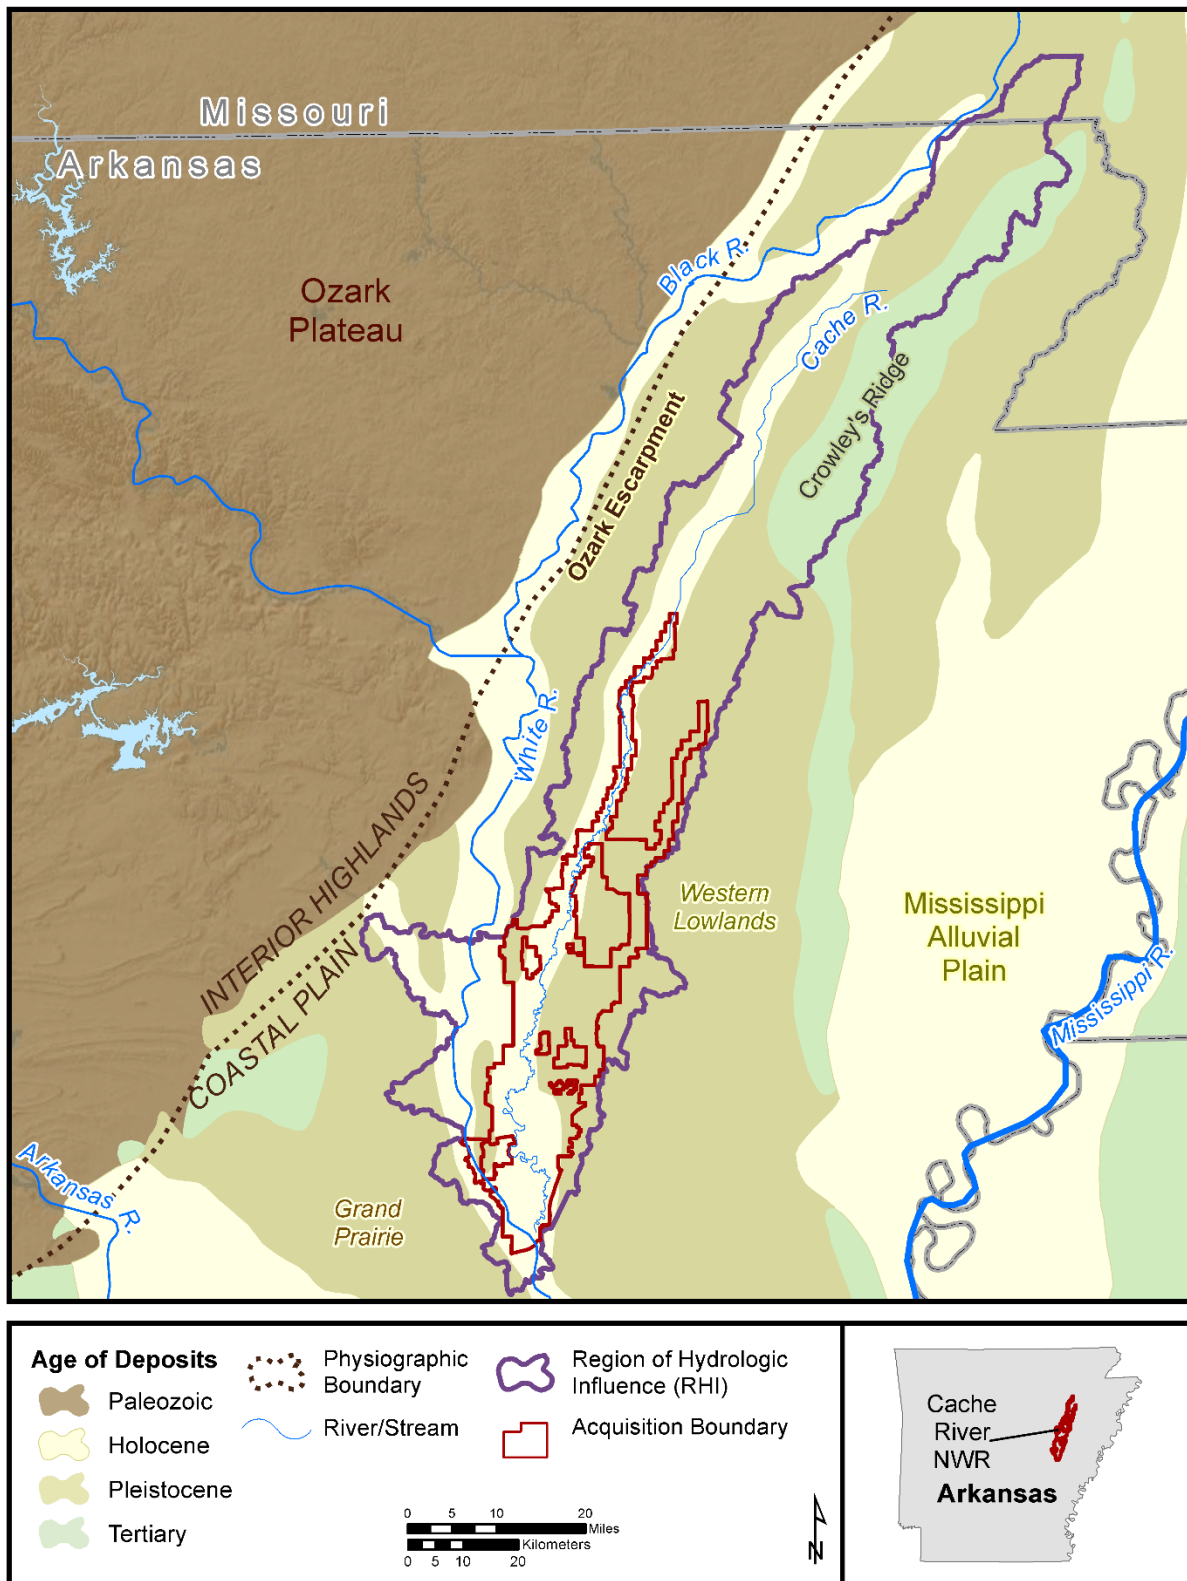 Missouri
Arkansas
Ozark
Plateau
Black R.
Cache R.
Crowley's Ridge
Ozark Escarpment
White R.
INTERIOR HIGHLANDS
COASTAL PLAIN
Western
Lowlands
Mississippi
Alluvial
Plain
Mississippi R.
Arkansas R.
Grand
Prairie
Age of Deposits
Paleozoic
Holocene
Pleistocene
Tertiary
Physiographic
Boundary
River/Stream
Region of Hydrologic
Influence (RHI)
Acquisition Boundary
0 5 10 20
Miles
Kilometers
0 5 10 20
N
Cache
River
NWR
Arkansas